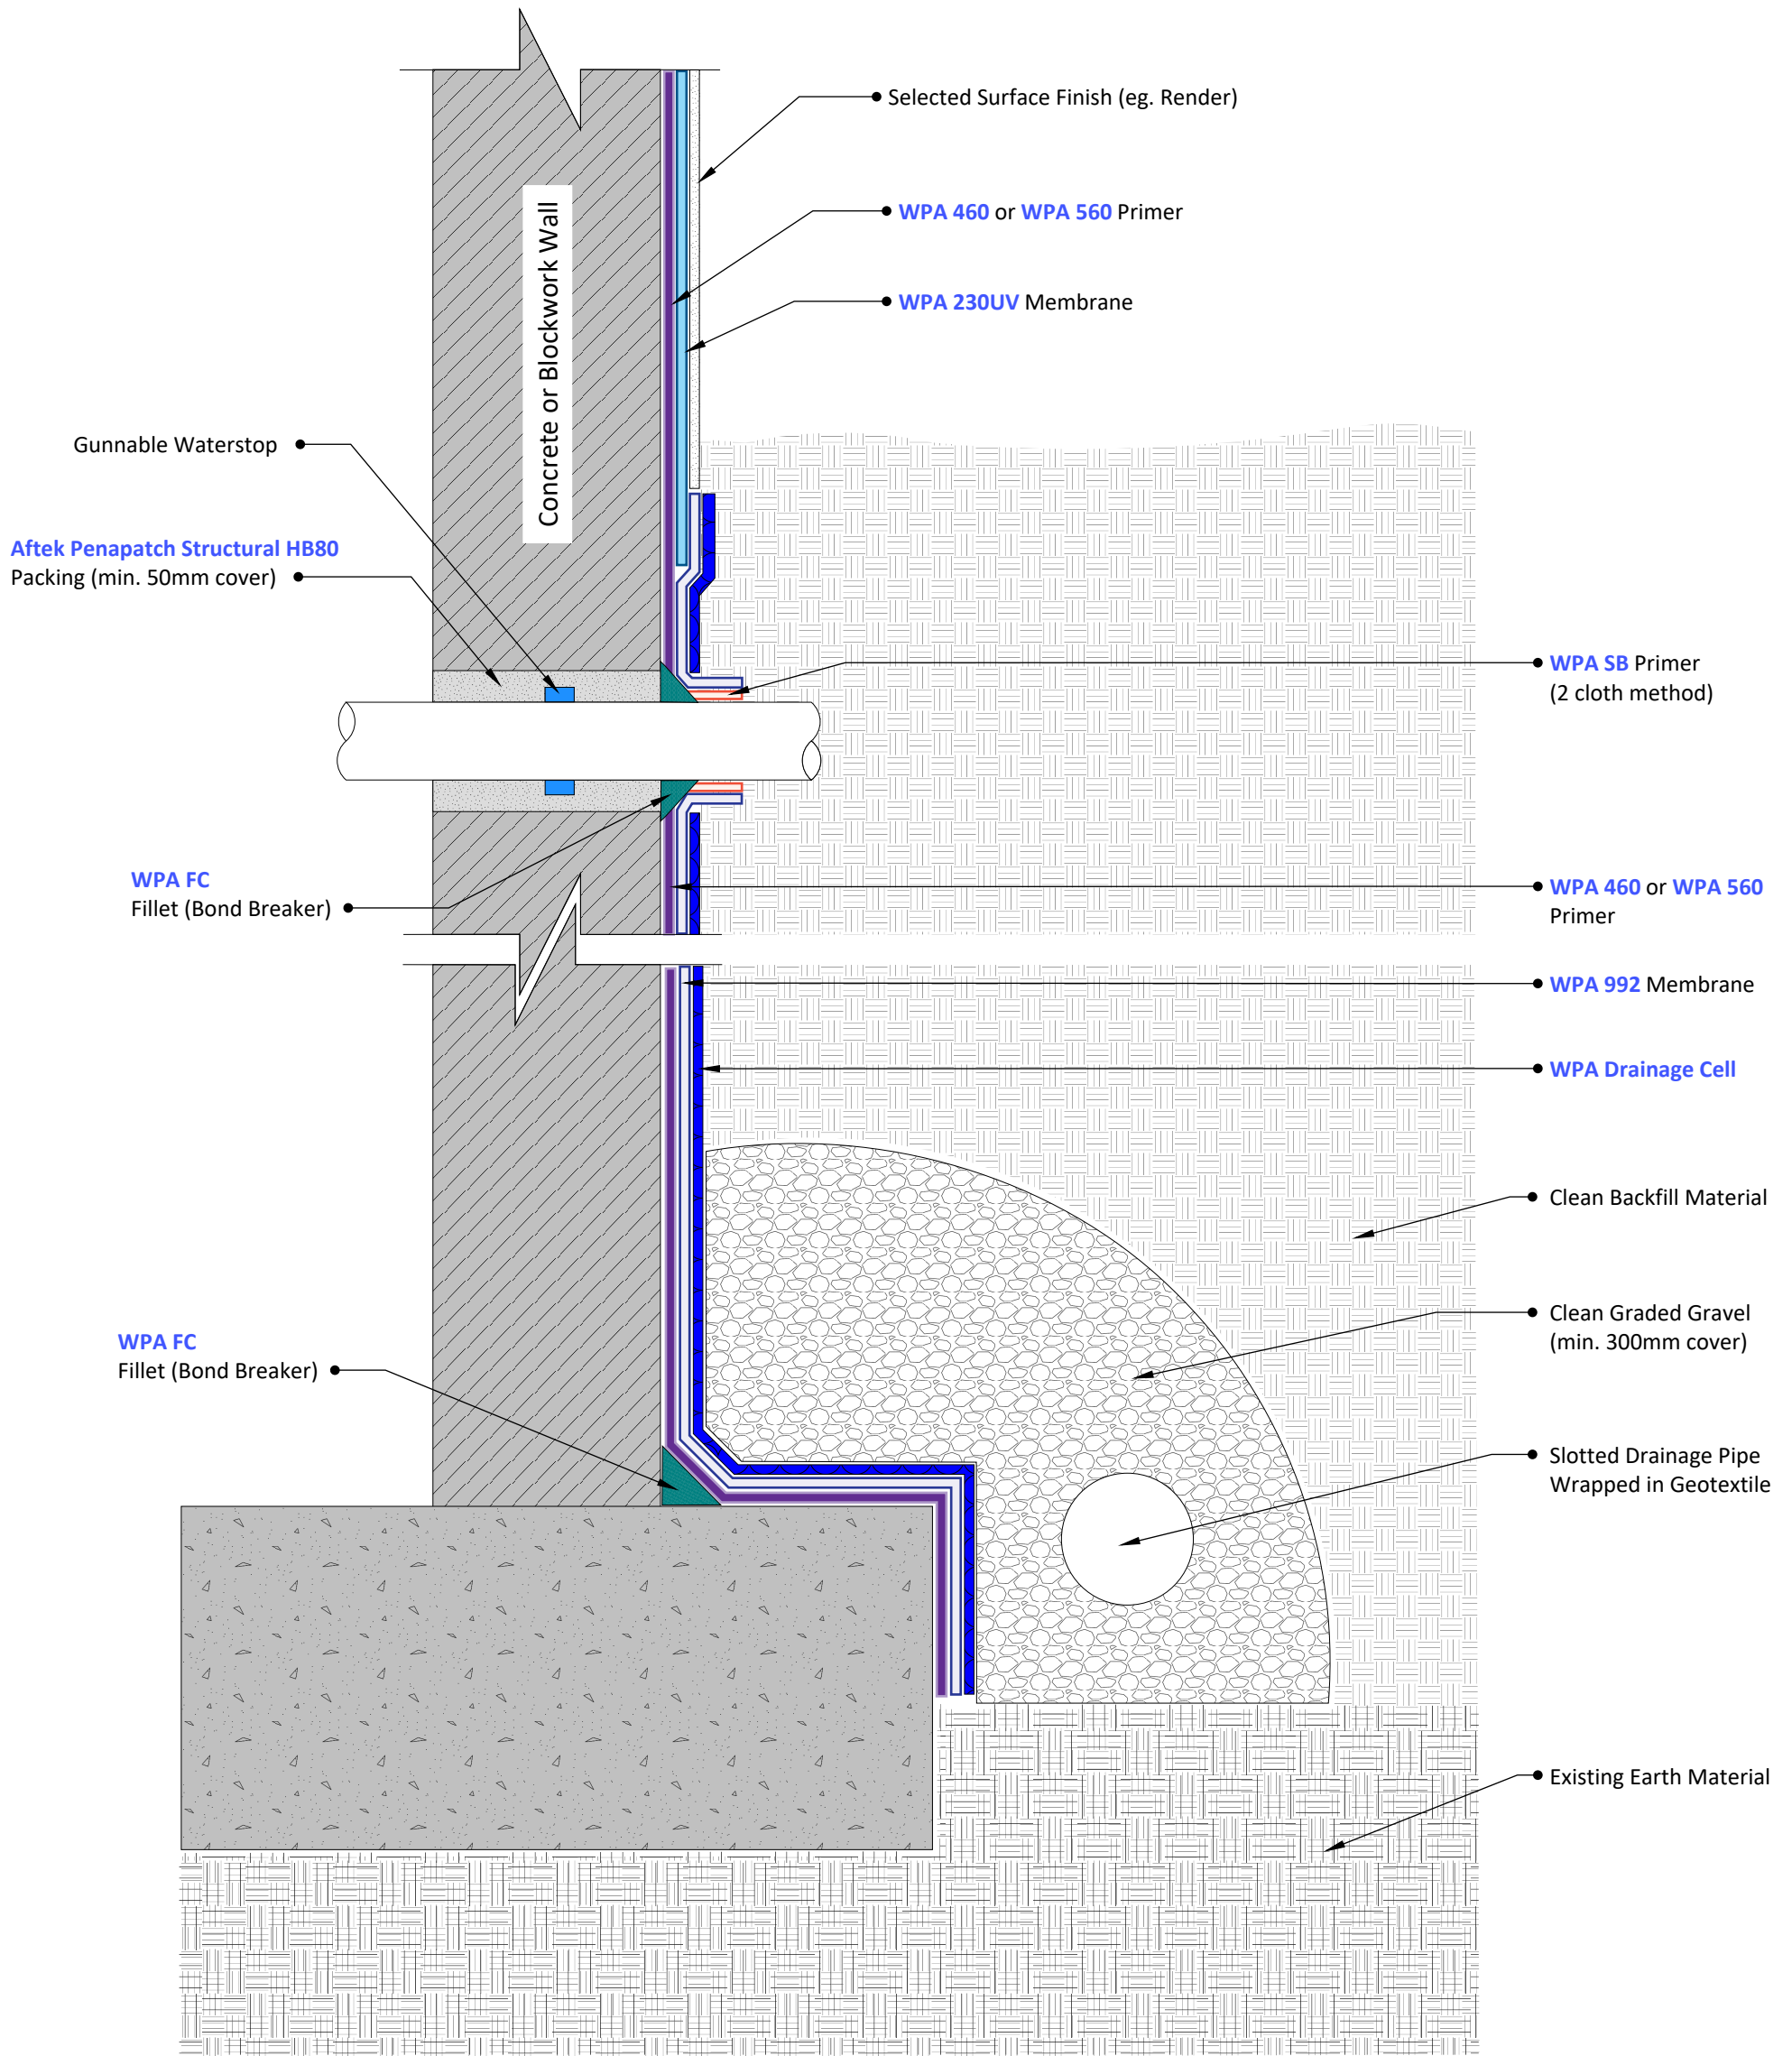 Selected Surface Finish (eg. Render)
WPA 460 or WPA 560 Primer
WPA 230UV Membrane
Concrete or Blockwork Wall
Gunnable Waterstop
Aftek Penapatch Structural HB80
Packing (min. 50mm cover)
WPA SB Primer
(2 cloth method)
WPA FC
Fillet (Bond Breaker)
WPA 460 or WPA 560
Primer
WPA 992 Membrane
WPA Drainage Cell
Clean Backfill Material
Clean Graded Gravel
(min. 300mm cover)
WPA FC
Fillet (Bond Breaker)
Slotted Drainage Pipe
Wrapped in Geotextile
Existing Earth Material